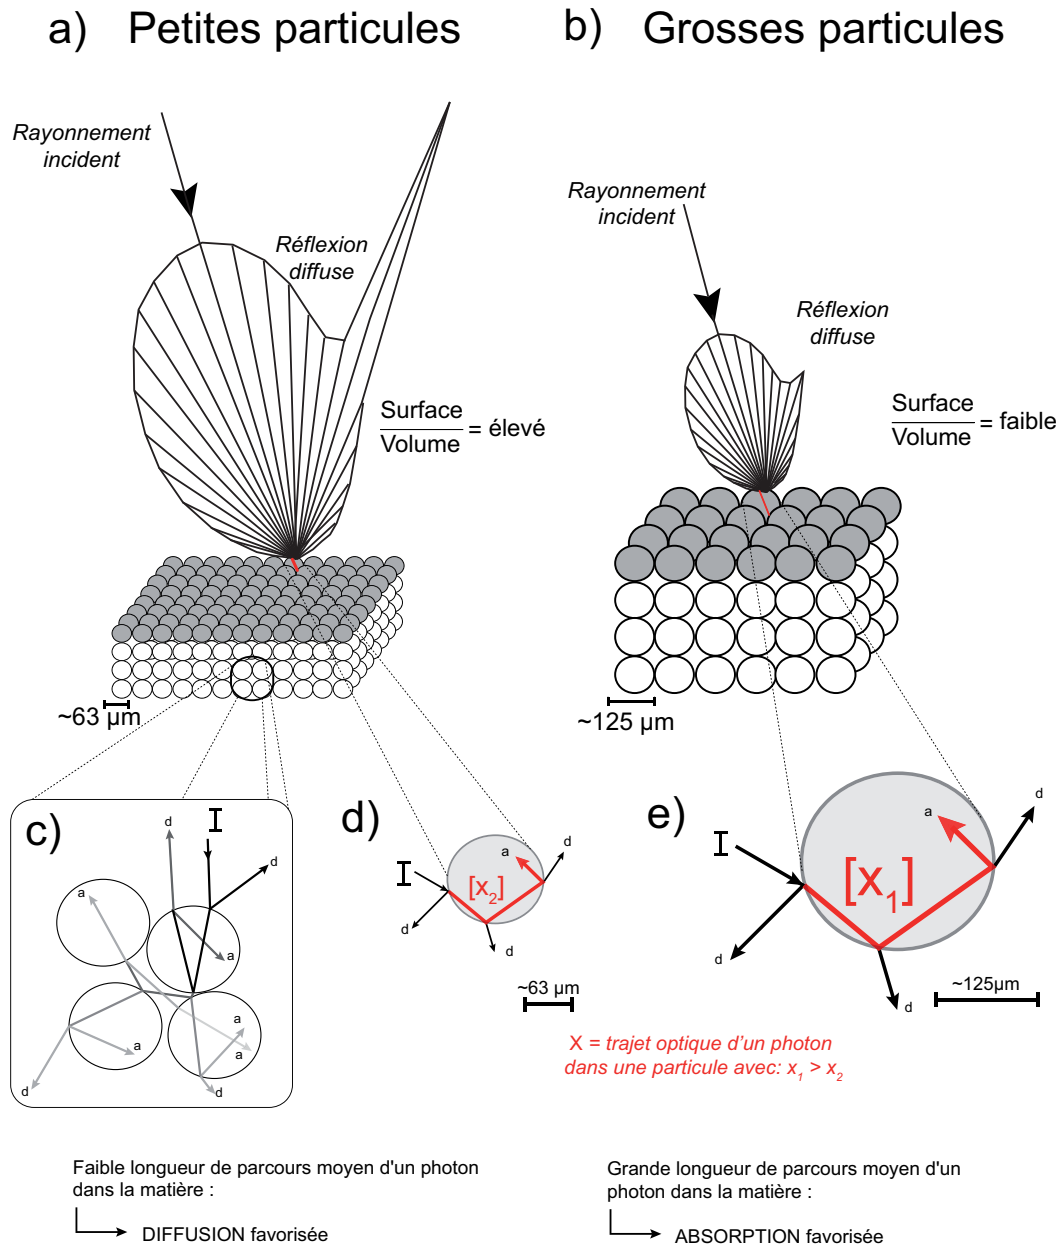 a) Petites particules
b) Grosses particules
Rayonnement
incident
Réflexion
diffuse
Surface
Volume
= élevé
~63 µm
Rayonnement
incident
Réflexion
diffuse
Surface
Volume
= faible
~125 µm
c)
I
d
d
a
a
a
a
d
d
d)
I
a
[x2]
d
d
d
~63 µm
e)
I
a
[x1]
d
d
d
~125µm
X = trajet optique d'un photon
dans une particule avec: x1 > x2
Faible longueur de parcours moyen d'un photon
dans la matière :
DIFFUSION favorisée
Grande longueur de parcours moyen d'un
photon dans la matière :
ABSORPTION favorisée